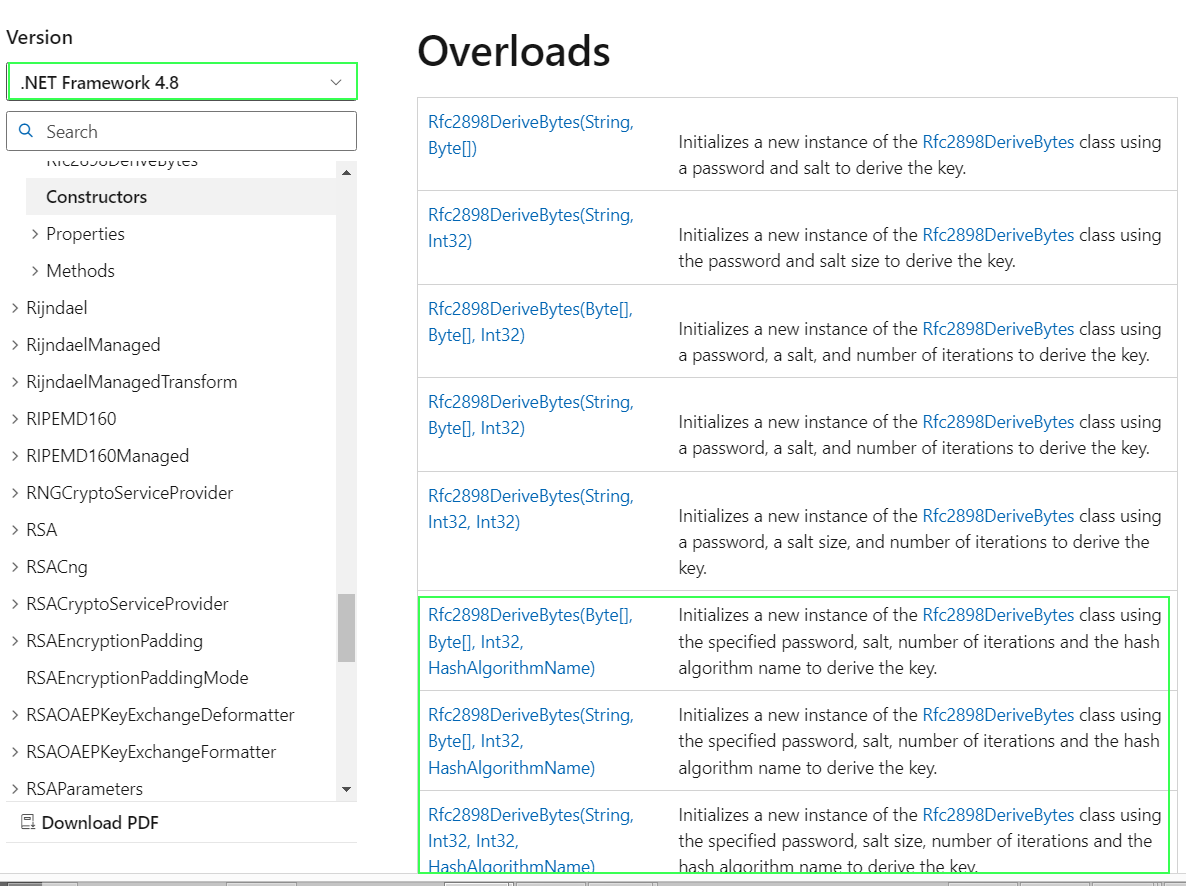 Version
.NET Framework 4.8
Search
Rfc2898DeriveBytes
Constructors
Properties
Methods
Rijndael
RijndaelManaged
RijndaelManagedTransform
RIPEMD160
RIPEMD160Managed
RNGCryptoServiceProvider
RSA
RSACng
RSACryptoServiceProvider
RSAEncryptionPadding
RSAEncryptionPaddingMode
RSAOAEPKeyExchangeDeformatter
RSAOAEPKeyExchangeFormatter
RSAParameters
Download PDF
Overloads
Rfc2898DeriveBytes(String,
Byte[])
Initializes a new instance of the Rfc2898DeriveBytes class using
a password and salt to derive the key.
Rfc2898DeriveBytes(String,
Int32)
Initializes a new instance of the Rfc2898DeriveBytes class using
the password and salt size to derive the key.
Rfc2898DeriveBytes(Byte[],
Byte[], Int32)
Initializes a new instance of the Rfc2898DeriveBytes class using
a password, a salt, and number of iterations to derive the key.
Rfc2898DeriveBytes(String,
Byte[], Int32)
Initializes a new instance of the Rfc2898DeriveBytes class using
a password, a salt, and number of iterations to derive the key.
Rfc2898DeriveBytes(String,
Int32, Int32)
Initializes a new instance of the Rfc2898DeriveBytes class using
a password, a salt size, and number of iterations to derive the
key.
Rfc2898DeriveBytes(Byte[],
Byte[], Int32,
HashAlgorithmName)
Initializes a new instance of the Rfc2898DeriveBytes class using
the specified password, salt, number of iterations and the hash
algorithm name to derive the key.
Rfc2898DeriveBytes(String,
Byte[], Int32,
HashAlgorithmName)
Initializes a new instance of the Rfc2898DeriveBytes class using
the specified password, salt, number of iterations and the hash
algorithm name to derive the key.
Rfc2898DeriveBytes(String,
Int32, Int32,
HashAlgorithmName)
Initializes a new instance of the Rfc2898DeriveBytes class using
the specified password, salt size, number of iterations and the
hash algorithm name to derive the key.